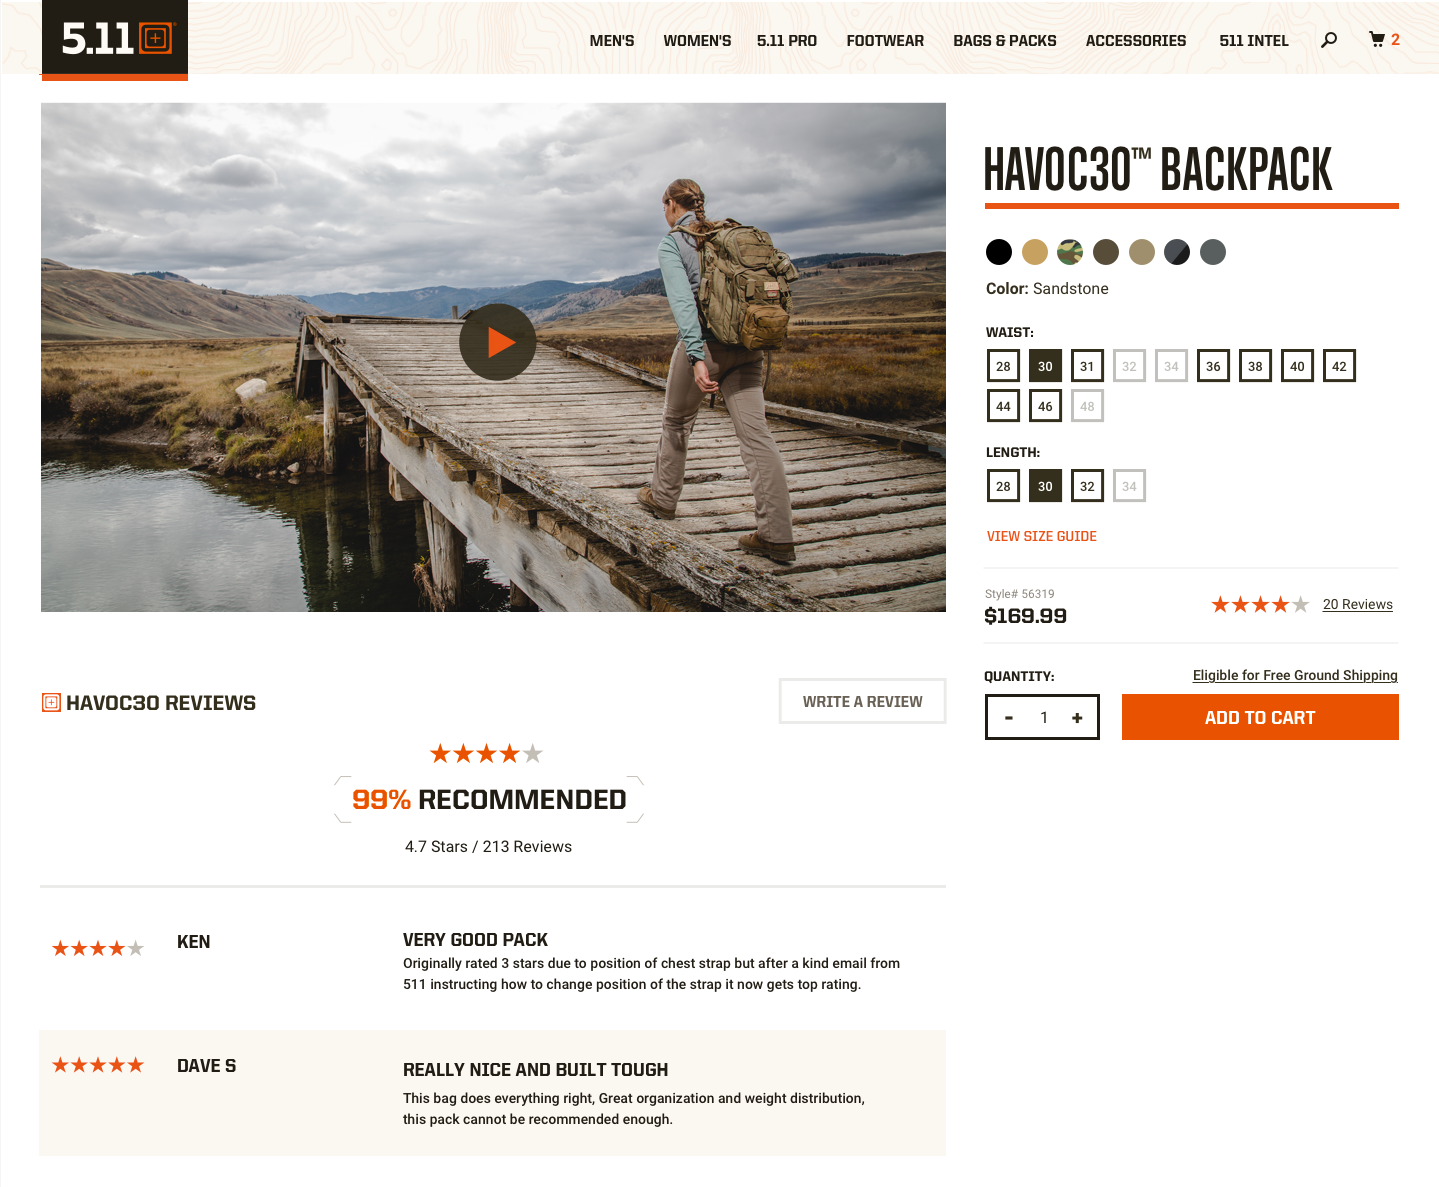 5.11
MEN'S WOMEN'S 5.11 PRO FOOTWEAR BAGS & PACKS ACCESSORIES 511 INTEL 2
HAVOC30™ BACKPACK
Color: Sandstone
WAIST:
28 30 31 32 34 36 38 40 42
44 46 48
LENGTH:
28 30 32 34
VIEW SIZE GUIDE
Style# 56319
$169.99
20 Reviews
QUANTITY:
Eligible for Free Ground Shipping
- 1 +
ADD TO CART
HAVOC30 REVIEWS
WRITE A REVIEW
99% RECOMMENDED
4.7 Stars / 213 Reviews
KEN
VERY GOOD PACK
Originally rated 3 stars due to position of chest strap but after a kind email from
511 instructing how to change position of the strap it now gets top rating.
DAVE S
REALLY NICE AND BUILT TOUGH
This bag does everything right, Great organization and weight distribution,
this pack cannot be recommended enough.